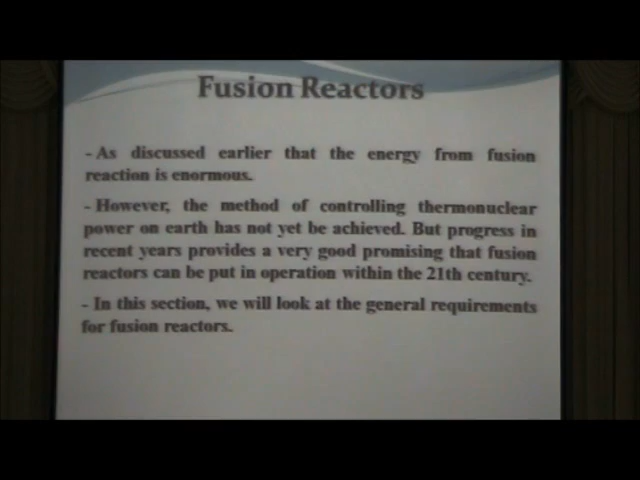 Fusion Reactors
- As discussed earlier that the energy from fusion
reaction is enormous.
- However, the method of controlling thermonuclear
power on earth has not yet be achieved. But progress in
recent years provides a very good promising that fusion
reactors can be put in operation within the 21th century.
- In this section, we will look at the general requirements
for fusion reactors.